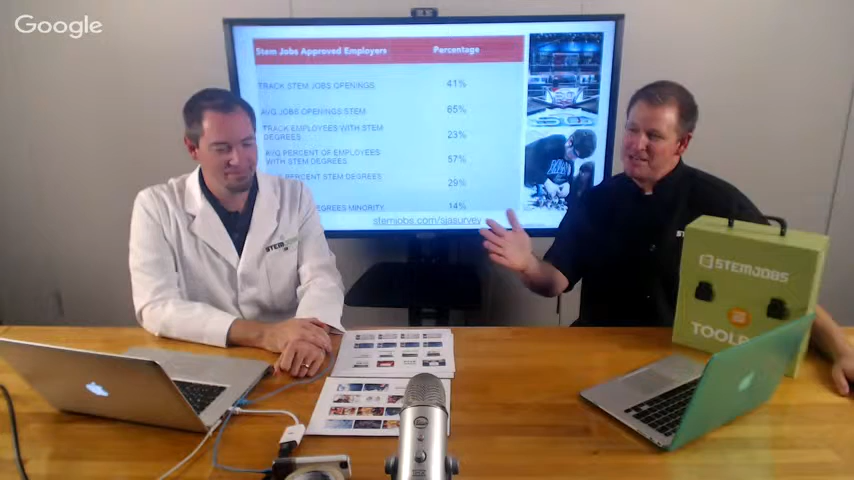 Google
Stem Jobs Approved Employers Percentage
TRACK STEM JOBS OPENINGS 41%
AVG JOBS OPENINGS STEM 65%
TRACK EMPLOYEES WITH STEM
DEGREES 23%
AVG PERCENT OF EMPLOYEES
WITH STEM DEGREES 57%
PERCENT STEM DEGREES 29%
DEGREES MINORITY 14%
stemjobs.com/sjasurvey
STEM
STEMJOBS